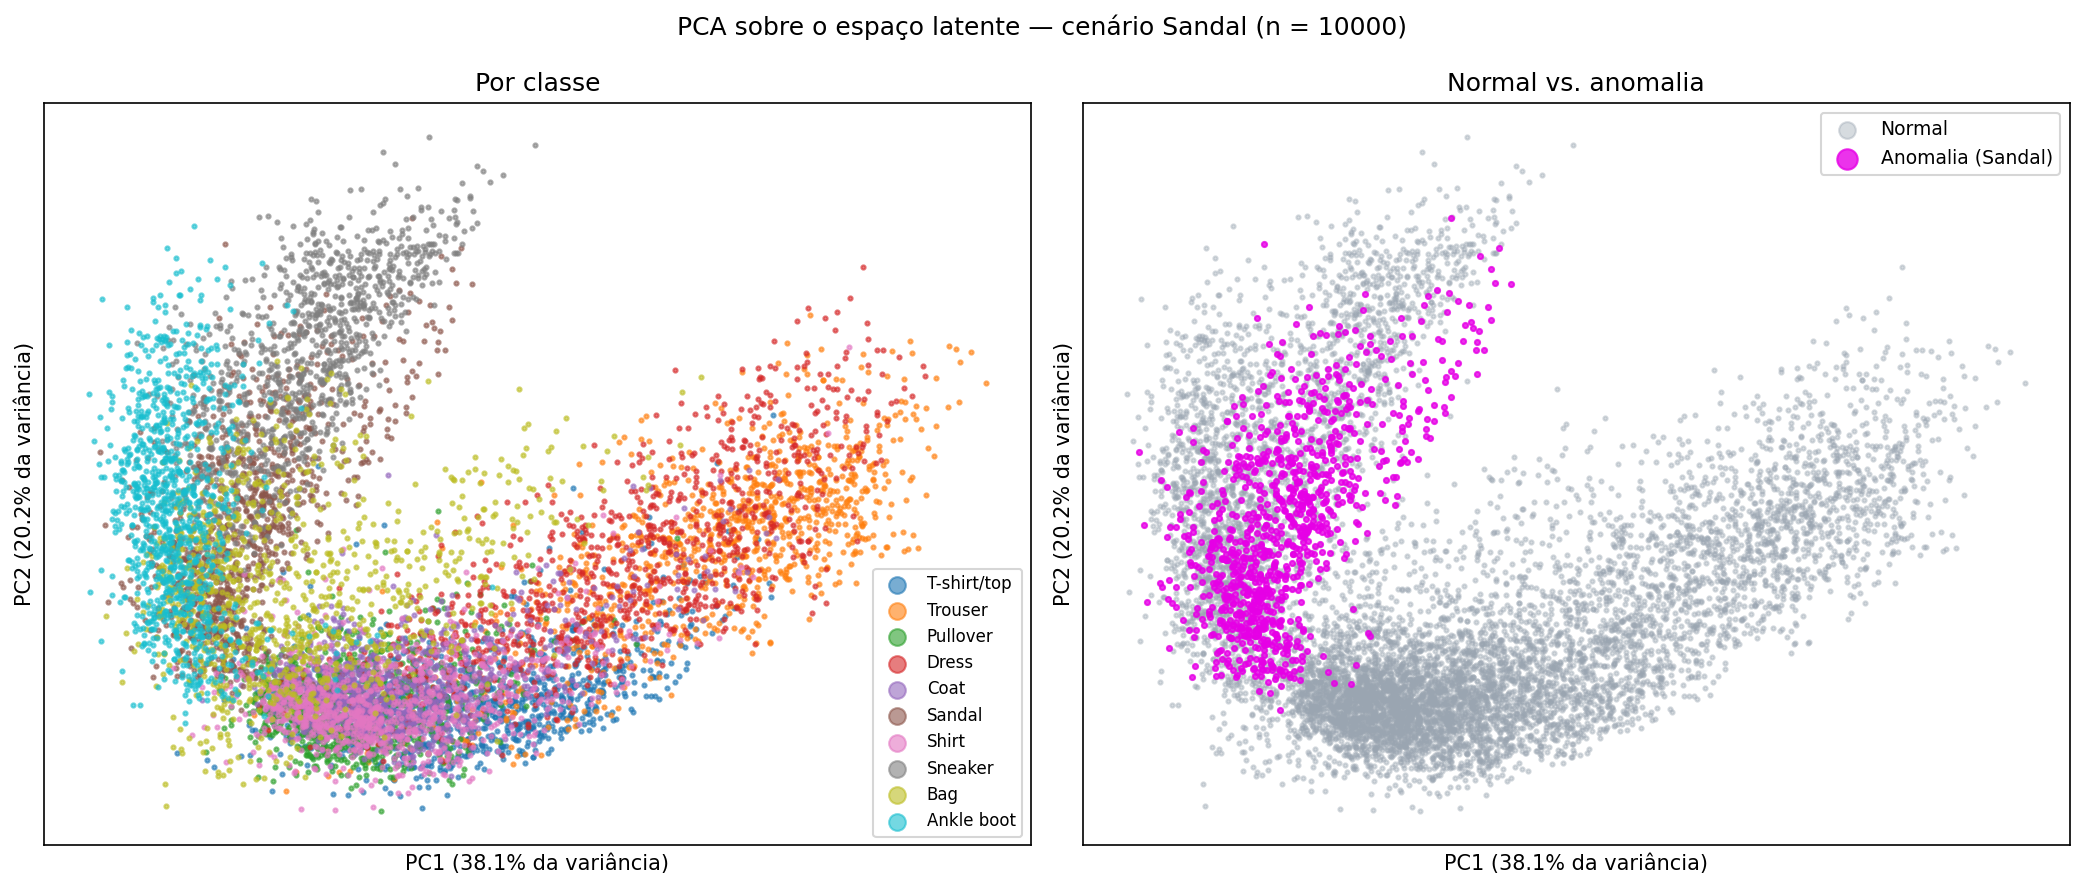 PCA sobre o espaço latente — cenário Sandal (n = 10000)
Por classe
PC2 (20.2% da variância)
T-shirt/top
Trouser
Pullover
Dress
Coat
Sandal
Shirt
Sneaker
Bag
Ankle boot
PC1 (38.1% da variância)
Normal vs. anomalia
PC2 (20.2% da variância)
Normal
Anomalia (Sandal)
PC1 (38.1% da variância)